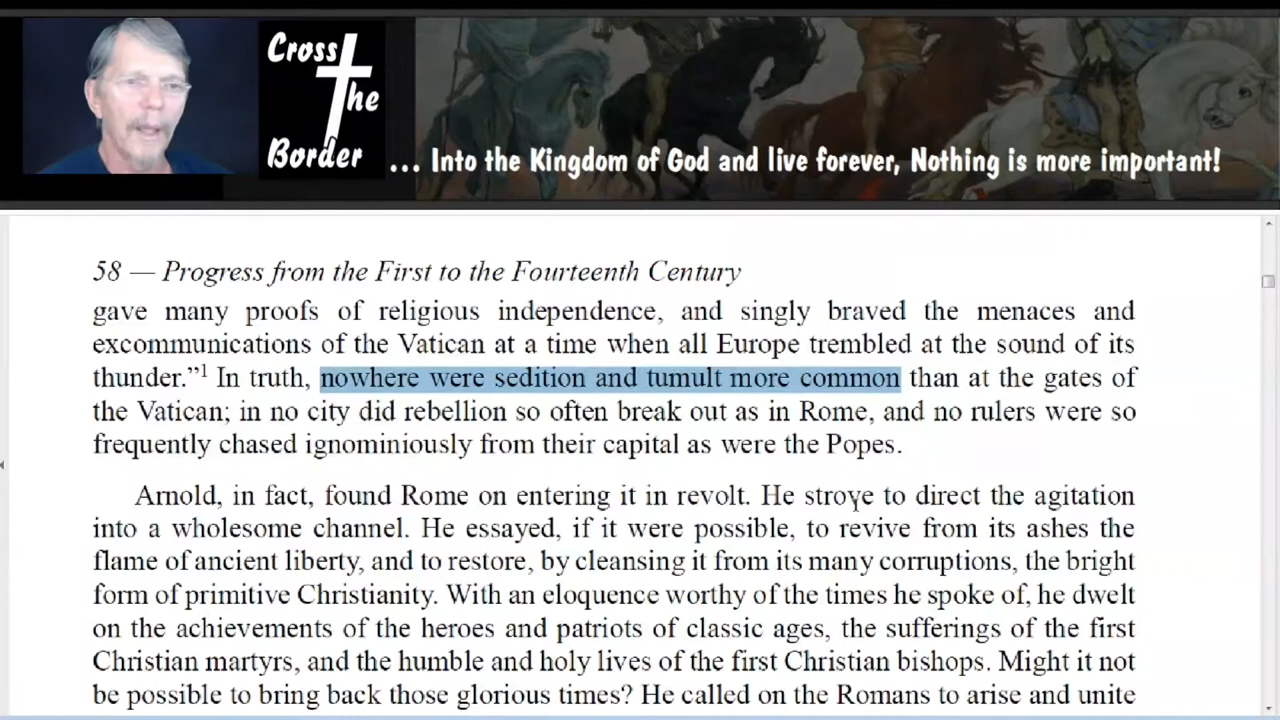 Cross
The
Border
... Into the Kingdom of God and live forever, Nothing is more important!
58 — Progress from the First to the Fourteenth Century
gave many proofs of religious independence, and singly braved the menaces and
excommunications of the Vatican at a time when all Europe trembled at the sound of its
thunder.”1 In truth, nowhere were sedition and tumult more common than at the gates of
the Vatican; in no city did rebellion so often break out as in Rome, and no rulers were so
frequently chased ignominiously from their capital as were the Popes.
Arnold, in fact, found Rome on entering it in revolt. He strove to direct the agitation
into a wholesome channel. He essayed, if it were possible, to revive from its ashes the
flame of ancient liberty, and to restore, by cleansing it from its many corruptions, the bright
form of primitive Christianity. With an eloquence worthy of the times he spoke of, he dwelt
on the achievements of the heroes and patriots of classic ages, the sufferings of the first
Christian martyrs, and the humble and holy lives of the first Christian bishops. Might it not
be possible to bring back those glorious times? He called on the Romans to arise and unite